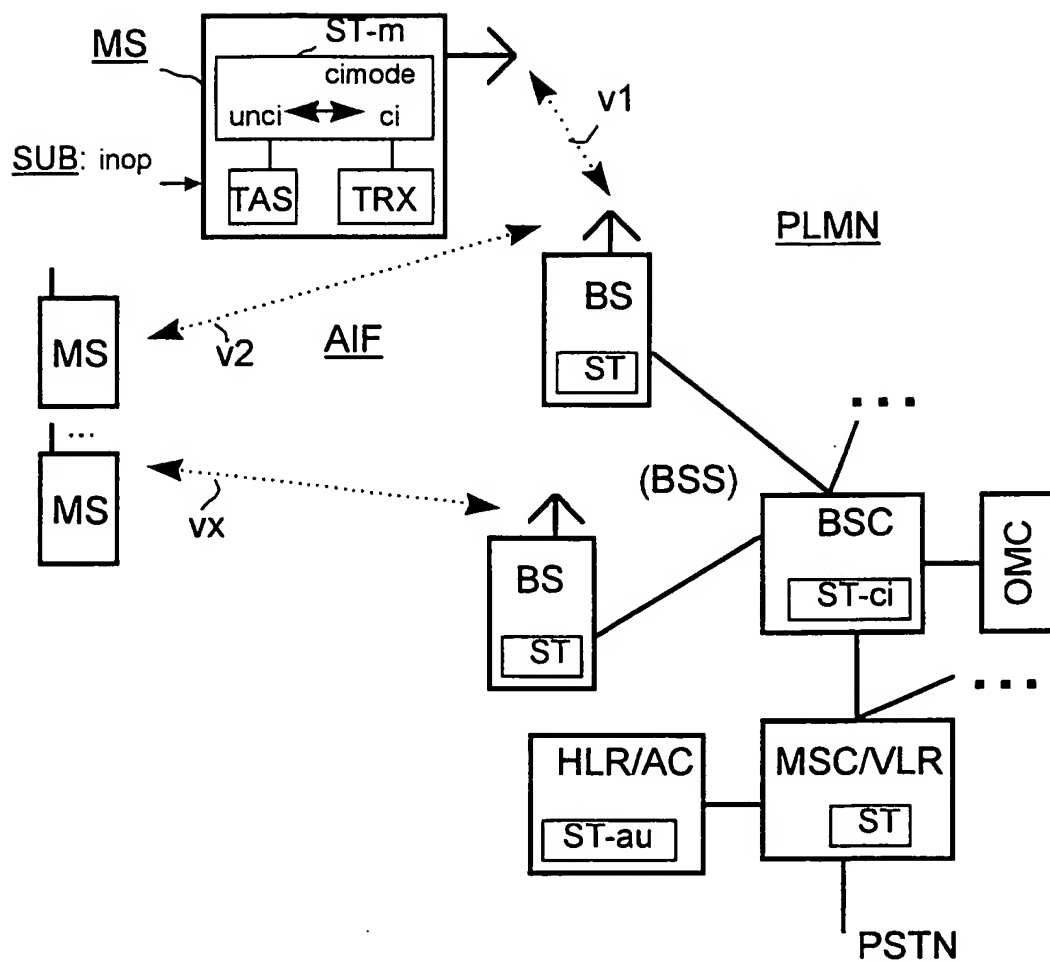 MS
ST-m
cimode
unci ci
SUB: inop
TAS TRX
v1
PLMN
BS
ST
MS
v2
AIF
...
...
MS
vx
(BSS)
BSC
ST-ci
OMC
BS
ST
...
HLR/AC
ST-au
MSC/VLR
ST
PSTN